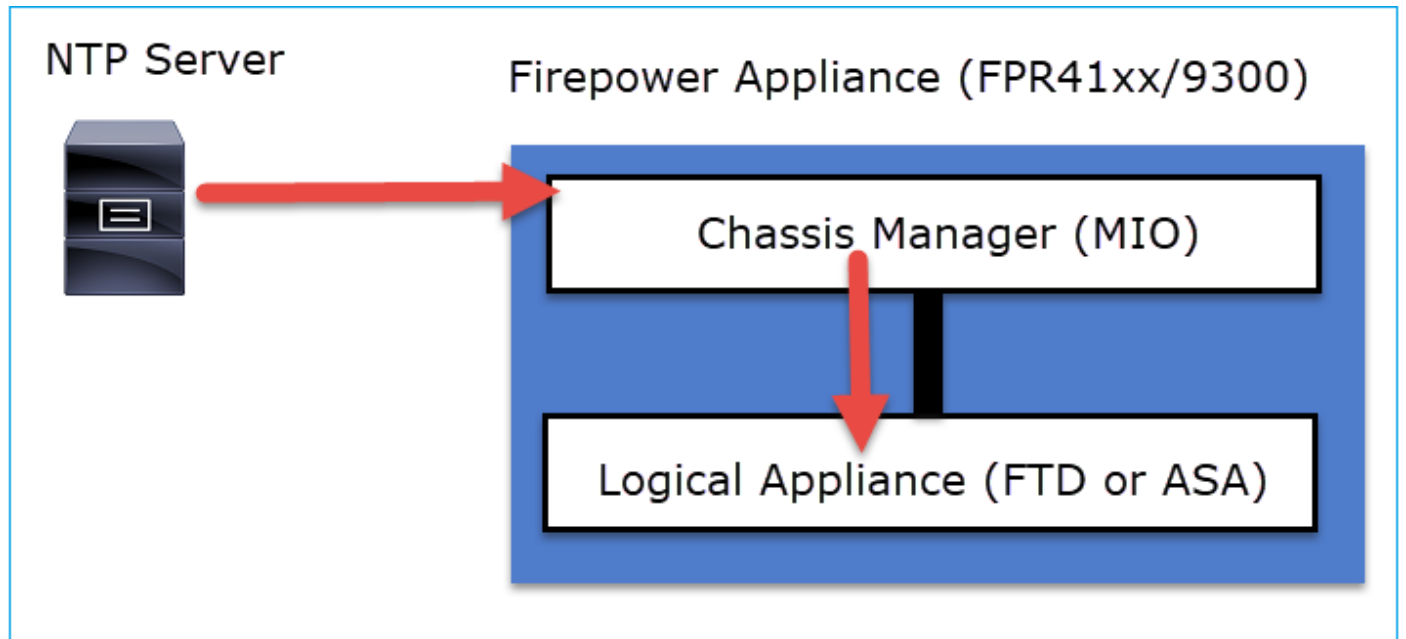 NTP Server
Firepower Appliance (FPR41xx/9300)
Chassis Manager (MIO)
Logical Appliance (FTD or ASA)